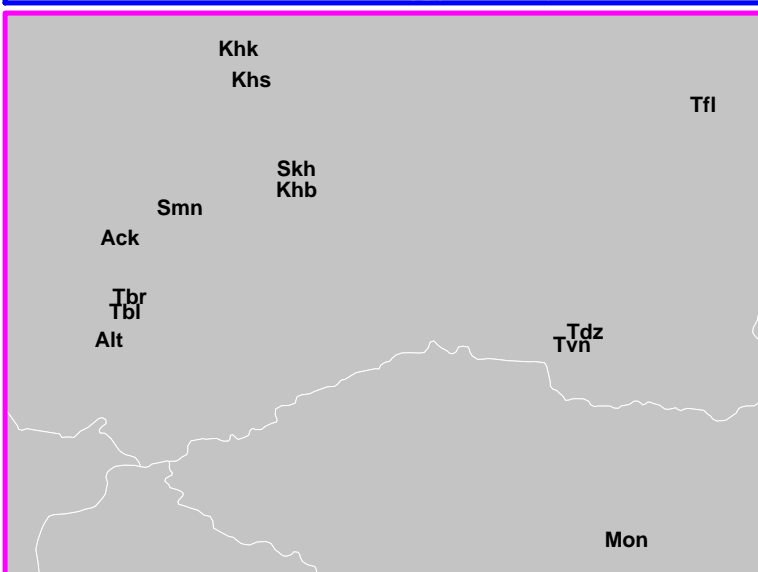 Khk
Khs
Tfl
Skh
Khb
Smn
Ack
Tbr
Tbl
Alt
Tdz
Tvn
Mon